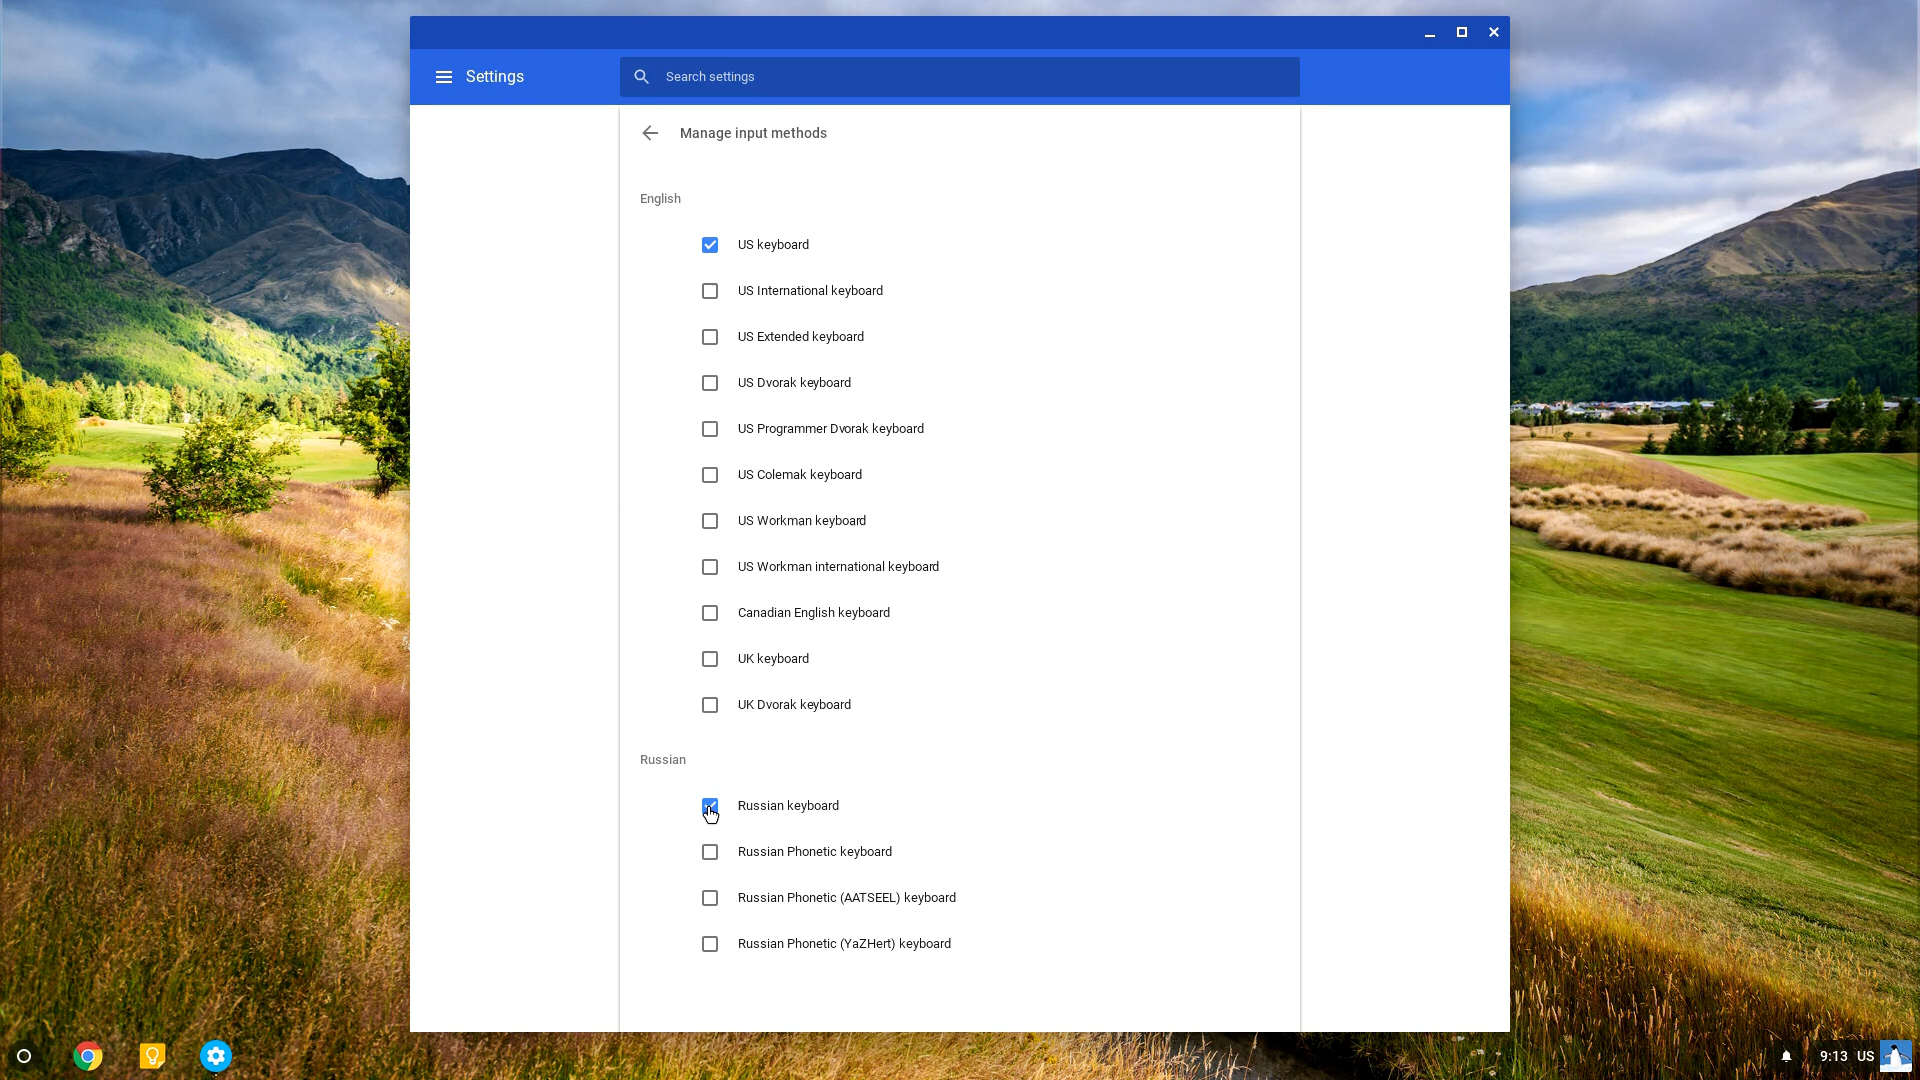 Settings
Search settings
Manage input methods
English
US keyboard
US International keyboard
US Extended keyboard
US Dvorak keyboard
US Programmer Dvorak keyboard
US Colemak keyboard
US Workman keyboard
US Workman international keyboard
Canadian English keyboard
UK keyboard
UK Dvorak keyboard
Russian
Russian keyboard
Russian Phonetic keyboard
Russian Phonetic (AATSEEL) keyboard
Russian Phonetic (YaZHert) keyboard
9:13 US